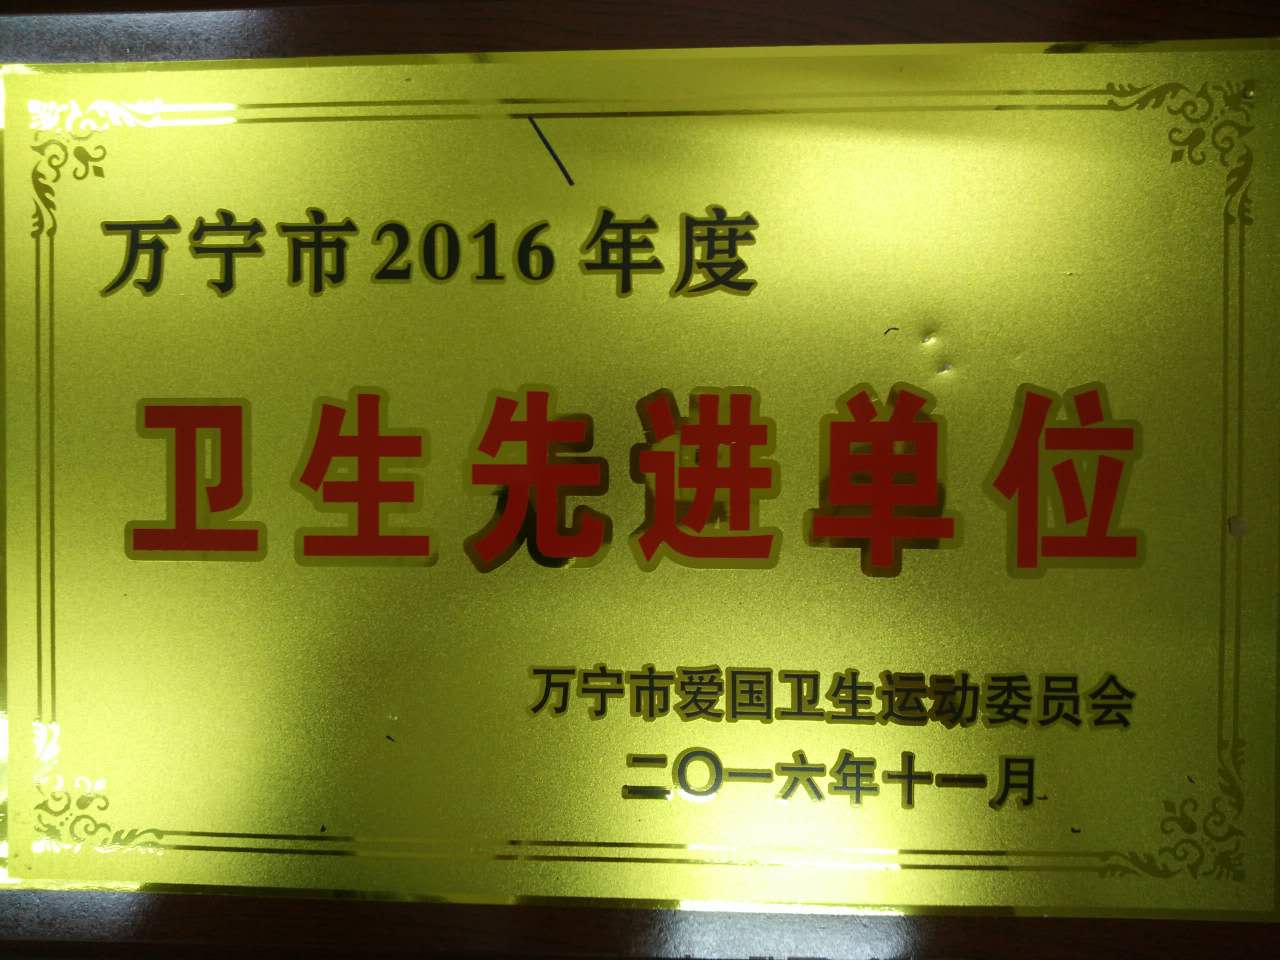 万宁市2016年度
卫生先进单位
万宁市爱国卫生运动委员会
二〇一六年十一月